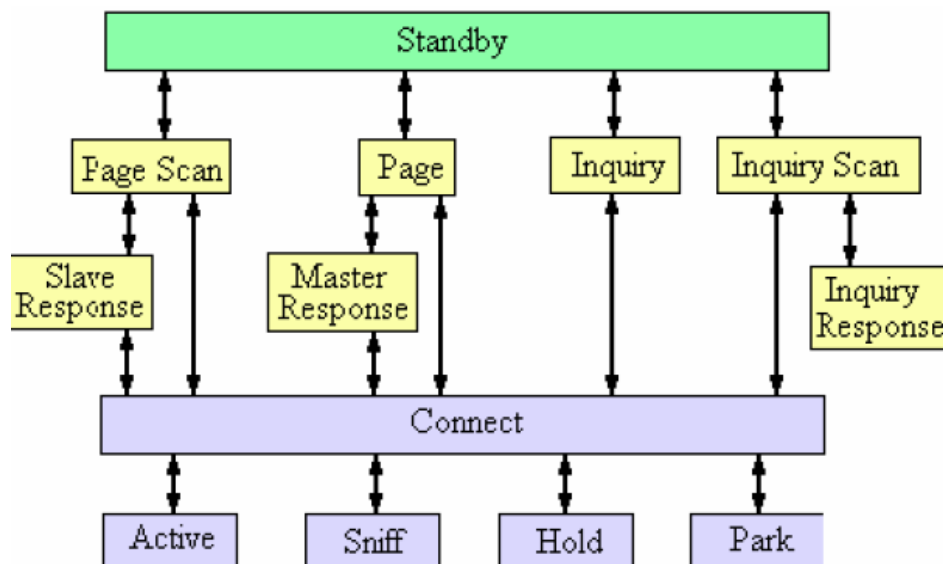 Standby
Page Scan
Page
Inquiry
Inquiry Scan
Slave
Response
Master
Response
Inquiry
Response
Connect
Active
Sniff
Hold
Park